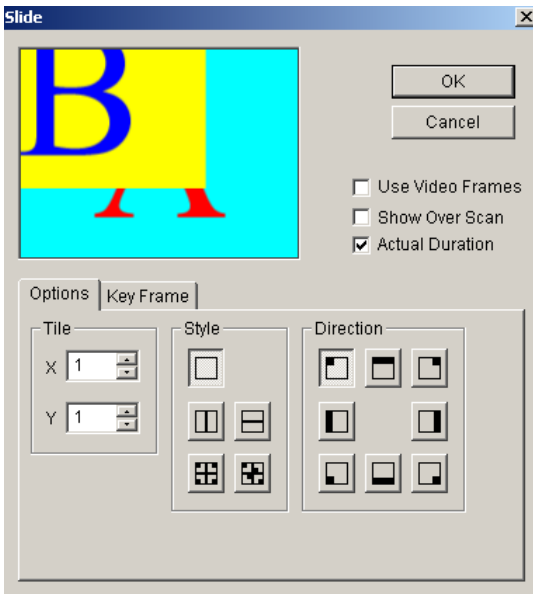 Slide
B
A
OK
Cancel
Use Video Frames
Show Over Scan
Actual Duration
Options
Key Frame
Tile
Style
Direction
X 1
Y 1